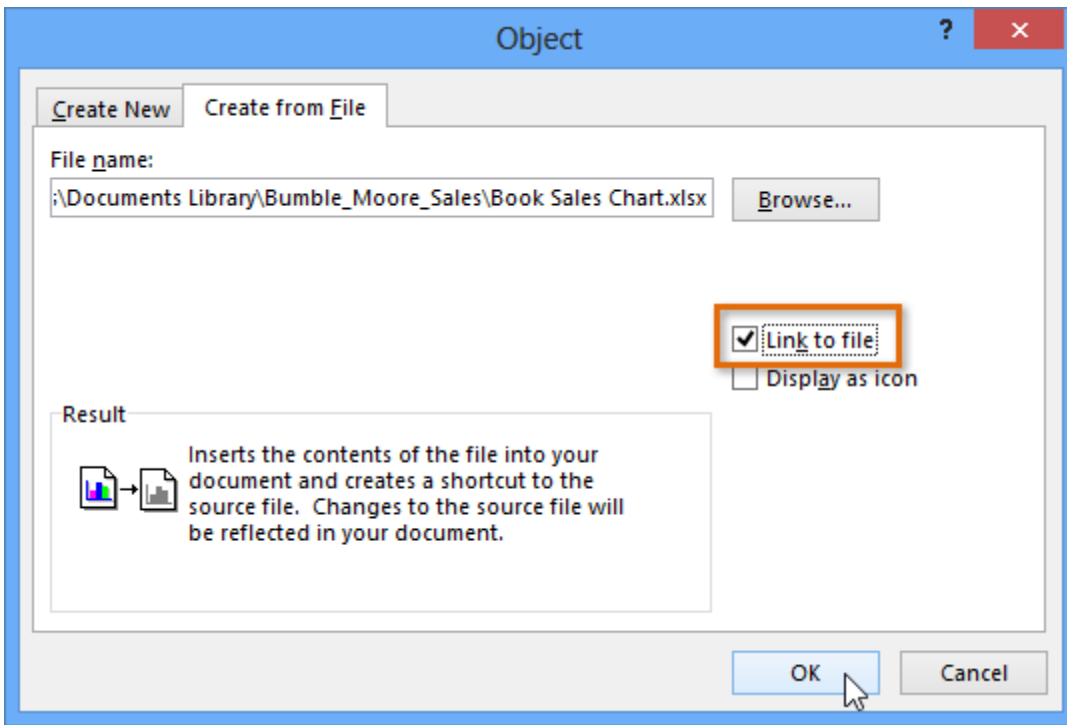 Object
?
Create New
Create from File
File name:
:\Documents Library\Bumble_Moore_Sales\Book Sales Chart.xlsx
Browse...
Link to file
Display as icon
Result
Inserts the contents of the file into your
document and creates a shortcut to the
source file. Changes to the source file will
be reflected in your document.
OK
Cancel